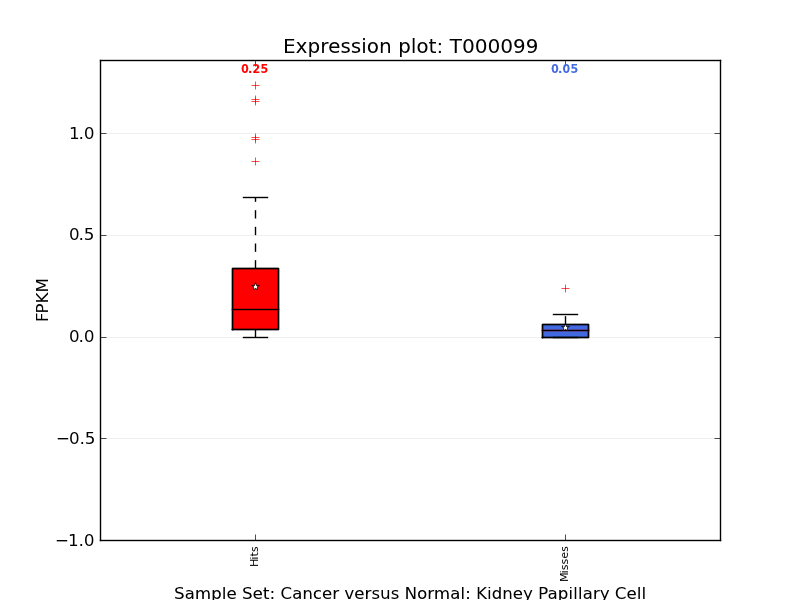 Expression plot: T000099
0.25
0.05
1.0
0.5
0.0
−0.5
−1.0
FPKM
Hits
Misses
Sample Set: Cancer versus Normal: Kidney Papillary Cell